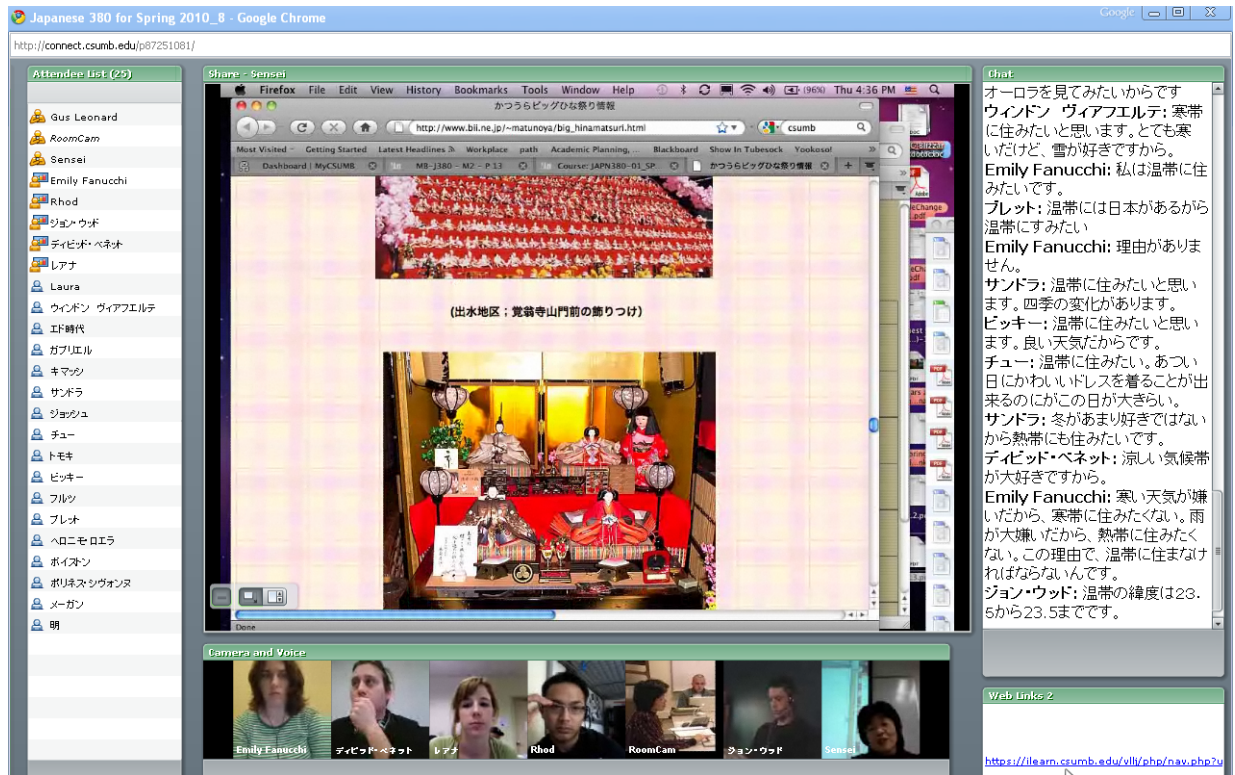 Japanese 380 for Spring 2010_8 - Google Chrome
Google
http://connect.csumb.edu/p87251081/
Attendee List (25)
Gus Leonard
RoomCam
Sensei
Emily Fanucchi
Rhod
ジョン・ウッド
ディビッド・ベネット
レアナ
Laura
ウィンドン ヴィアフエルテ
エド時代
ガブリエル
キマッシ
サンドラ
ジョッシュ
チュー
トモキ
ビッキー
フルツ
ブレット
ヘロニモ ロエラ
ボイストン
ポリネス・シヴォンヌ
メーガン
明
Share - Sensei
Firefox File Edit View History Bookmarks Tools Window Help (96%) Thu 4:36 PM
かつうらビッグひな祭り情報
http://www.bii.ne.jp/~matunoya/big_hinamatsuri.html
csumb
Most Visited Getting Started Latest Headlines Workplace path Academic Planning, ... Blackboard Show In Tubesock Yookoso!
Dashboard | MyCSUMB
MB-J380 - M2 - P.13
Course: JAPN380-01_SP
かつうらビッグひな祭り情報
(出水地区；覚翁寺山門前の飾りつけ)
Done
Camera and Voice
Emily Fanucchi
ディビッド・ベネット
レアナ
Rhod
RoomCam
ジョン・ウッド
Sensei
Chat
オーロラを見てみたいからです
ウィンドン ヴィアフエルテ: 寒帯
に住みたいと思います。とても寒
いだけど、雪が好きですから。
Emily Fanucchi: 私は温帯に住
みたいです。
ブレット: 温帯には日本があるがら
温帯にすみたい
Emily Fanucchi: 理由がありま
せん。
サンドラ: 温帯に住みたいと思い
ます。四季の変化があります。
ビッキー: 温帯に住みたいと思い
ます。良い天気だからです。
チュー: 温帯に住みたい。あつい
日にかわいいドレスを着ることが出
来るのにがこの日が大きらい。
サンドラ: 冬があまり好きではない
から熱帯にも住みたいです。
ディビッド・ベネット: 涼しい気候帯
が大好きですから。
Emily Fanucchi: 寒い天気が嫌
いだから、寒帯に住みたくない。雨
が大嫌いだから、熱帯に住みたく
ない。この理由で、温帯に住まなけ
ればならないんです。
ジョン・ウッド: 温帯の緯度は23.
5から23.5までです。
Web Links 2
https://ilearn.csumb.edu/vllj/php/nav.php?u